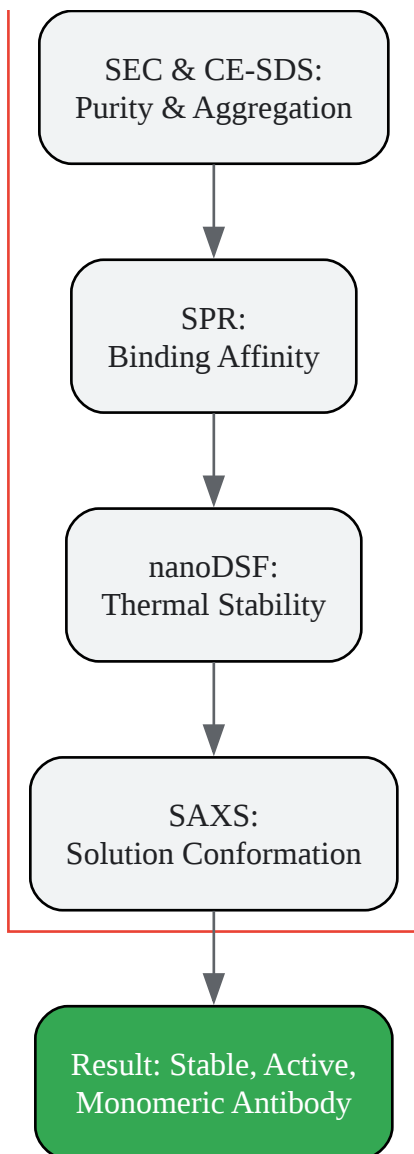 SEC & CE-SDS:
Purity & Aggregation
SPR:
Binding Affinity
nanoDSF:
Thermal Stability
SAXS:
Solution Conformation
Result: Stable, Active,
Monomeric Antibody